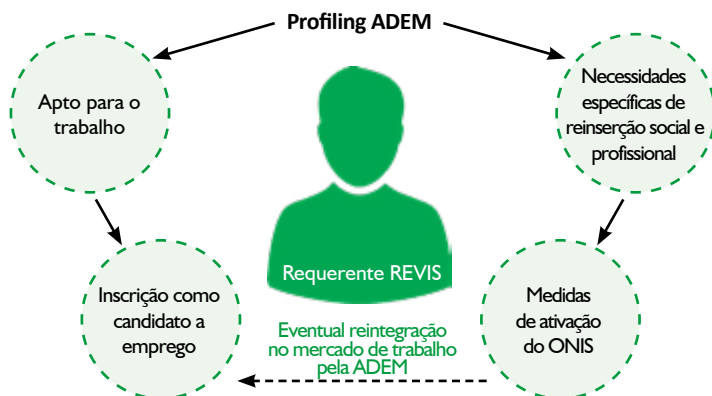 Profiling ADEM
Apto para o
trabalho
Necessidades
específicas de
reinserção social e
profissional
Requerente REVIS
Inscrição como
candidato a
emprego
Eventual reintegração
no mercado de trabalho
pela ADEM
Medidas
de ativação
do ONIS